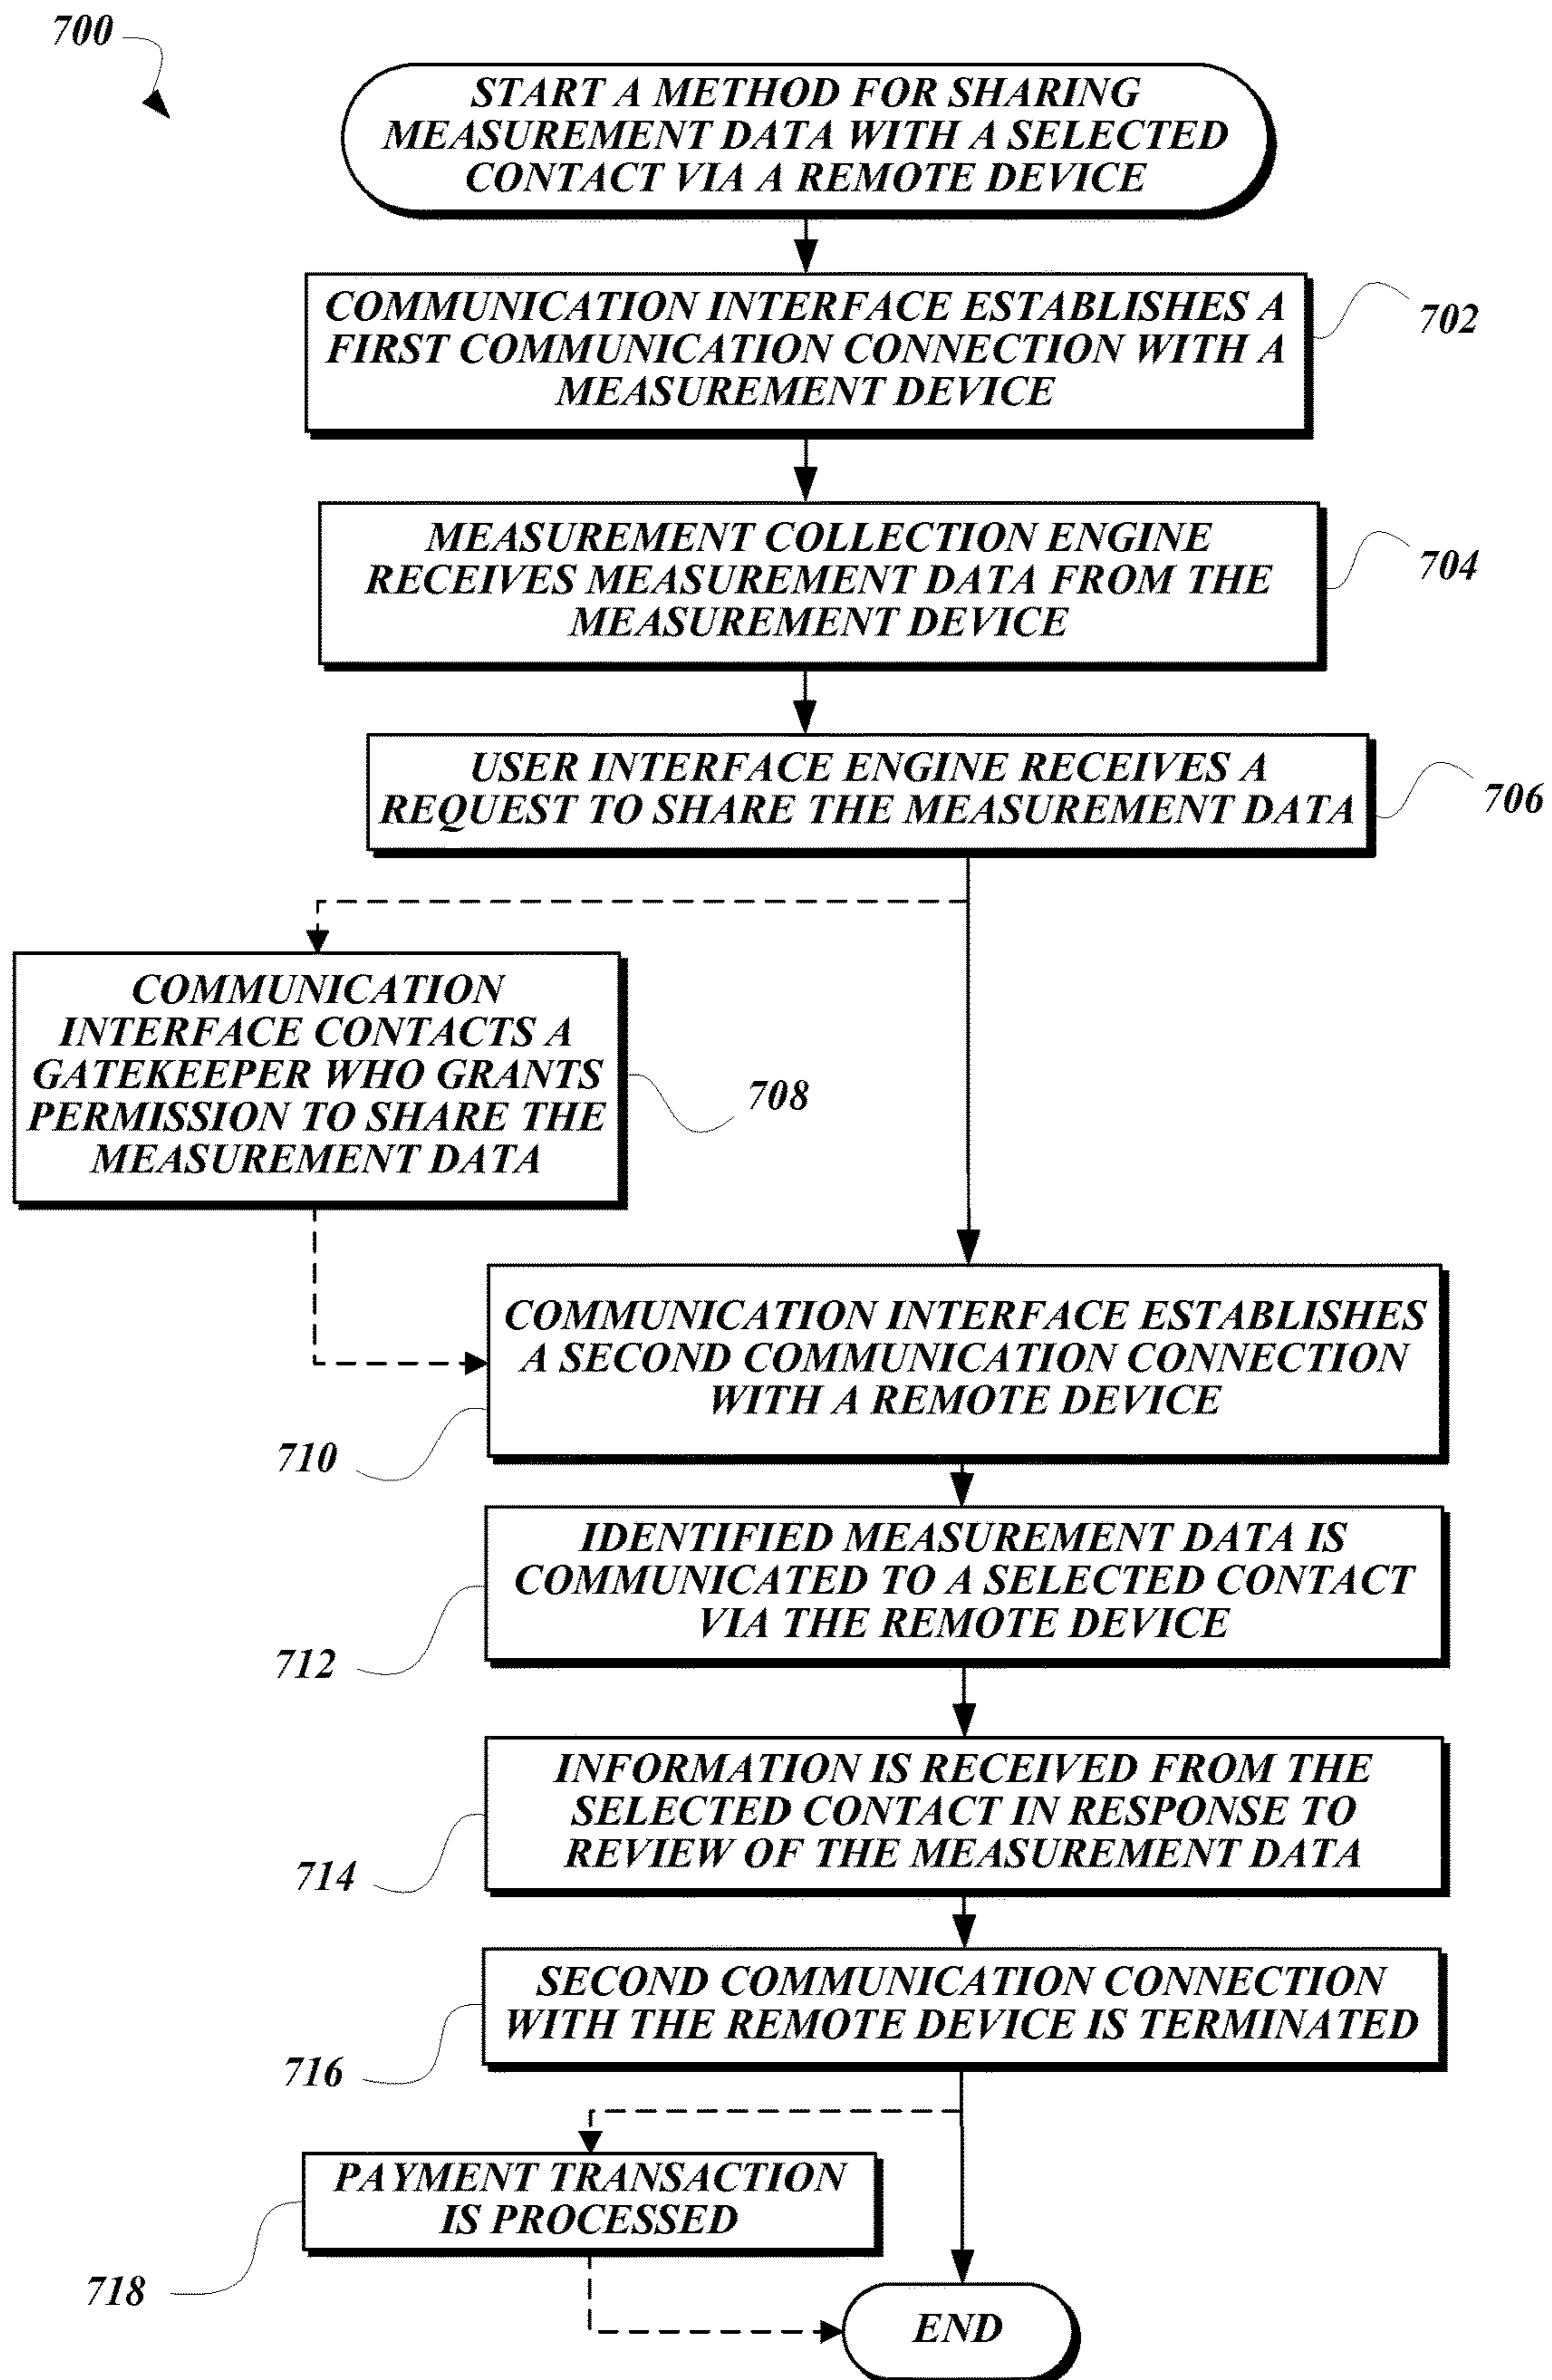 700
START A METHOD FOR SHARING
MEASUREMENT DATA WITH A SELECTED
CONTACT VIA A REMOTE DEVICE
COMMUNICATION INTERFACE ESTABLISHES A
FIRST COMMUNICATION CONNECTION WITH A
MEASUREMENT DEVICE
702
MEASUREMENT COLLECTION ENGINE
RECEIVES MEASUREMENT DATA FROM THE
MEASUREMENT DEVICE
704
USER INTERFACE ENGINE RECEIVES A
REQUEST TO SHARE THE MEASUREMENT DATA
706
COMMUNICATION
INTERFACE CONTACTS A
GATEKEEPER WHO GRANTS
PERMISSION TO SHARE THE
MEASUREMENT DATA
708
COMMUNICATION INTERFACE ESTABLISHES
A SECOND COMMUNICATION CONNECTION
WITH A REMOTE DEVICE
710
IDENTIFIED MEASUREMENT DATA IS
COMMUNICATED TO A SELECTED CONTACT
VIA THE REMOTE DEVICE
712
INFORMATION IS RECEIVED FROM THE
SELECTED CONTACT IN RESPONSE TO
REVIEW OF THE MEASUREMENT DATA
714
SECOND COMMUNICATION CONNECTION
WITH THE REMOTE DEVICE IS TERMINATED
716
PAYMENT TRANSACTION
IS PROCESSED
718
END